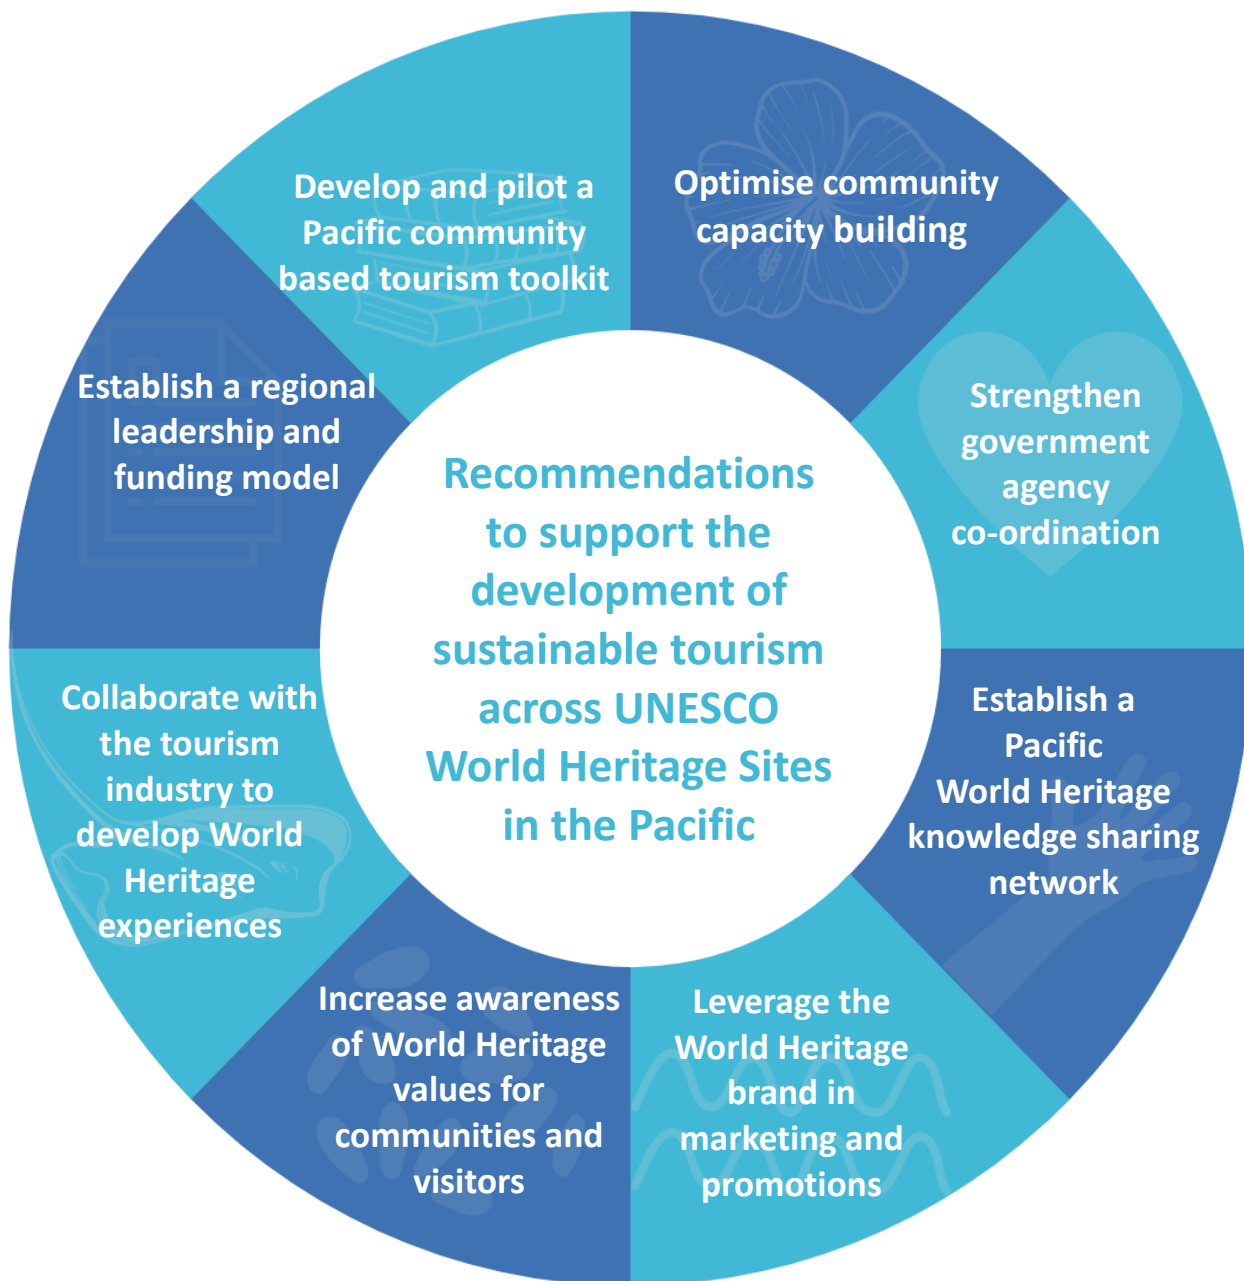 Recommendations
to support the
development of
sustainable tourism
across UNESCO
World Heritage Sites
in the Pacific
Optimise community
capacity building
Strengthen
government
agency
co-ordination
Establish a
Pacific
World Heritage
knowledge sharing
network
Leverage the
World Heritage
brand in
marketing and
promotions
Increase awareness
of World Heritage
values for
communities and
visitors
Collaborate with
the tourism
industry to
develop World
Heritage
experiences
Establish a regional
leadership and
funding model
Develop and pilot a
Pacific community
based tourism toolkit